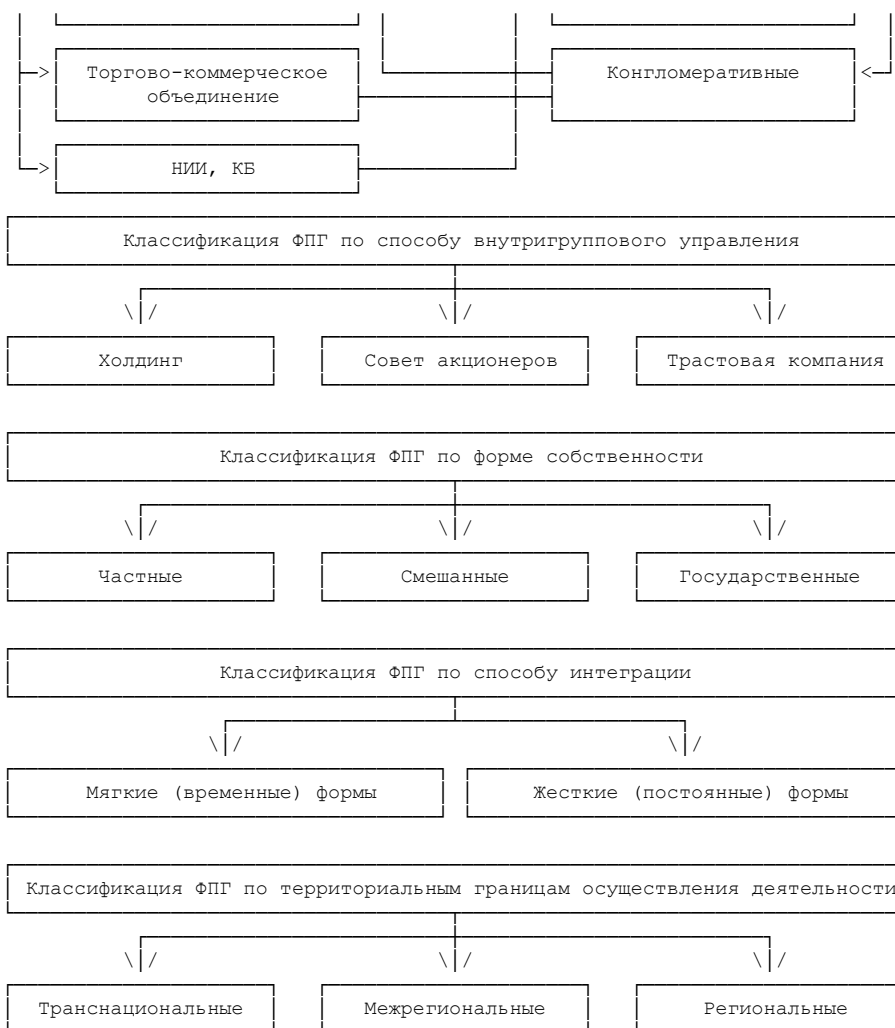 Торгово-коммерческое Конгломеративные
объединение
НИИ, КБ
Классификация ФПГ по способу внутригруппового управления
Холдинг Совет акционеров Трастовая компания
Классификация ФПГ по форме собственности
Частные Смешанные Государственные
Классификация ФПГ по способу интеграции
Мягкие (временные) формы Жесткие (постоянные) формы
Классификация ФПГ по территориальным границам осуществления деятельности
Транснациональные Межрегиональные Региональные